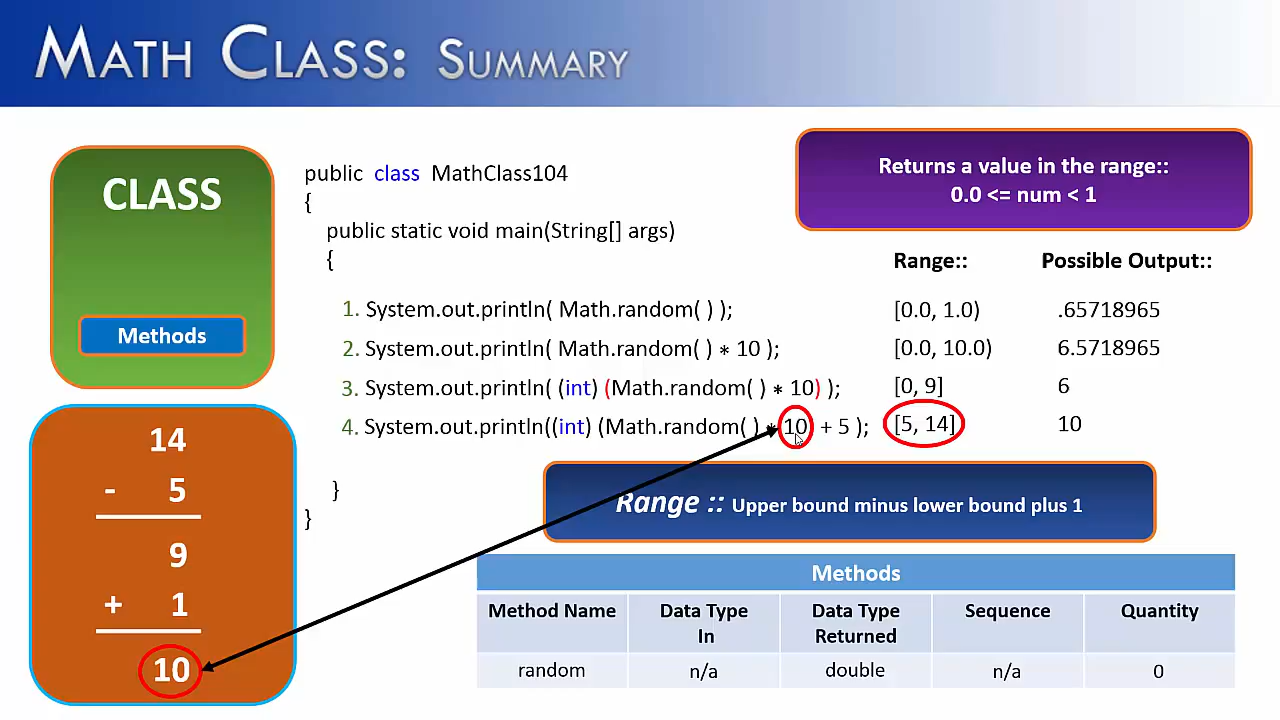 MATH CLASS: SUMMARY
CLASS
Methods
public class MathClass104
{
public static void main(String[] args)
{
1. System.out.println( Math.random( ) );
2. System.out.println( Math.random( ) * 10 );
3. System.out.println( (int) (Math.random( ) * 10) );
4. System.out.println((int) (Math.random( ) * 10 + 5 );
}
}
Returns a value in the range::
0.0 <= num < 1
Range:: Possible Output::
[0.0, 1.0) .65718965
[0.0, 10.0) 6.5718965
[0, 9] 6
[5, 14] 10
14
- 5
9
+ 1
10
Range :: Upper bound minus lower bound plus 1
Methods
Method Name Data Type In Data Type Returned Sequence Quantity
random n/a double n/a 0